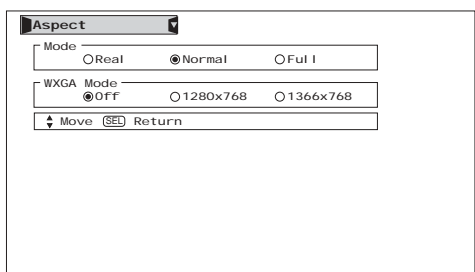 Aspect
Mode
Real Normal Full
WXGA Mode
Off 1280x768 1366x768
Move SEL Return